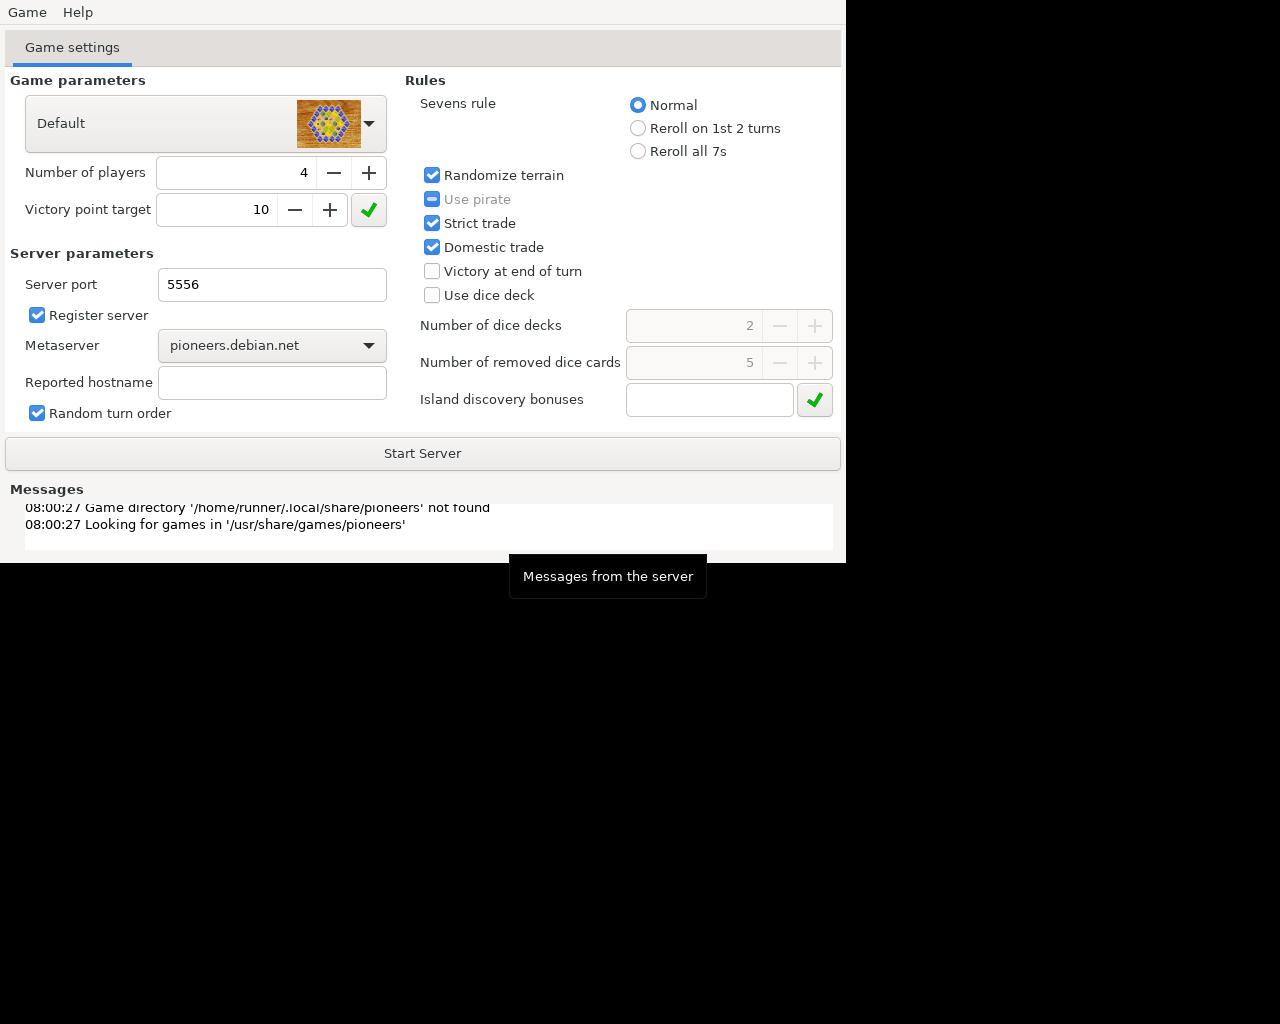 Game Help
Game settings
Game parameters
Default
Number of players 4
Victory point target 10
Server parameters
Server port 5556
Register server
Metaserver pioneers.debian.net
Reported hostname
Random turn order
Rules
Sevens rule Normal
Reroll on 1st 2 turns
Reroll all 7s
Randomize terrain
Use pirate
Strict trade
Domestic trade
Victory at end of turn
Use dice deck
Number of dice decks 2
Number of removed dice cards 5
Island discovery bonuses
Start Server
Messages
08:00:27 Game directory '/home/runner/.local/share/pioneers' not found
08:00:27 Looking for games in '/usr/share/games/pioneers'
Messages from the server